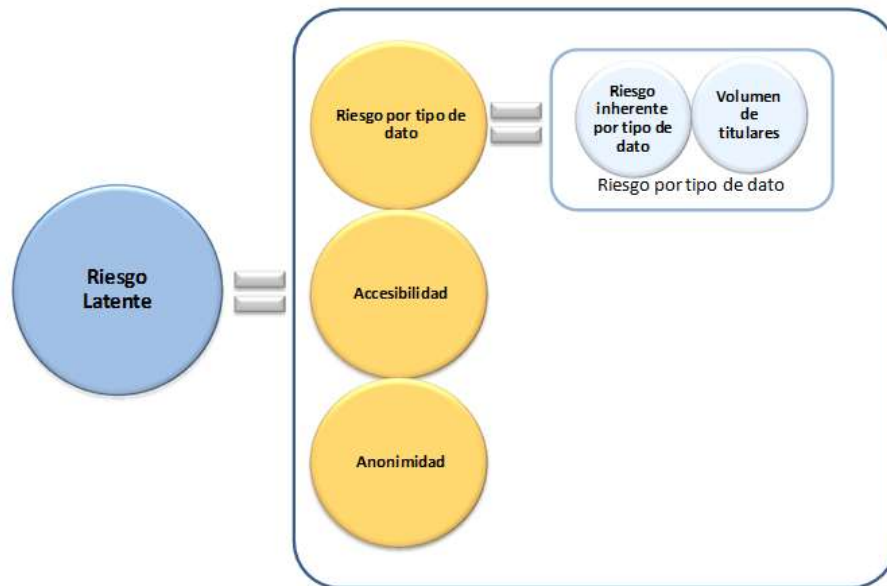 Riesgo
Latente
Riesgo por tipo de
dato
Accesibilidad
Anonimidad
Riesgo
inherente
por tipo de
dato
Volumen
de
titulares
Riesgo por tipo de dato